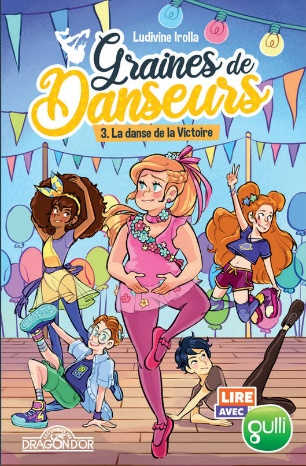 Ludivine Irolla
Graines de
Danseurs
3. La danse de la Victoire
LIRE
AVEC
gulli
DRAGON D'OR